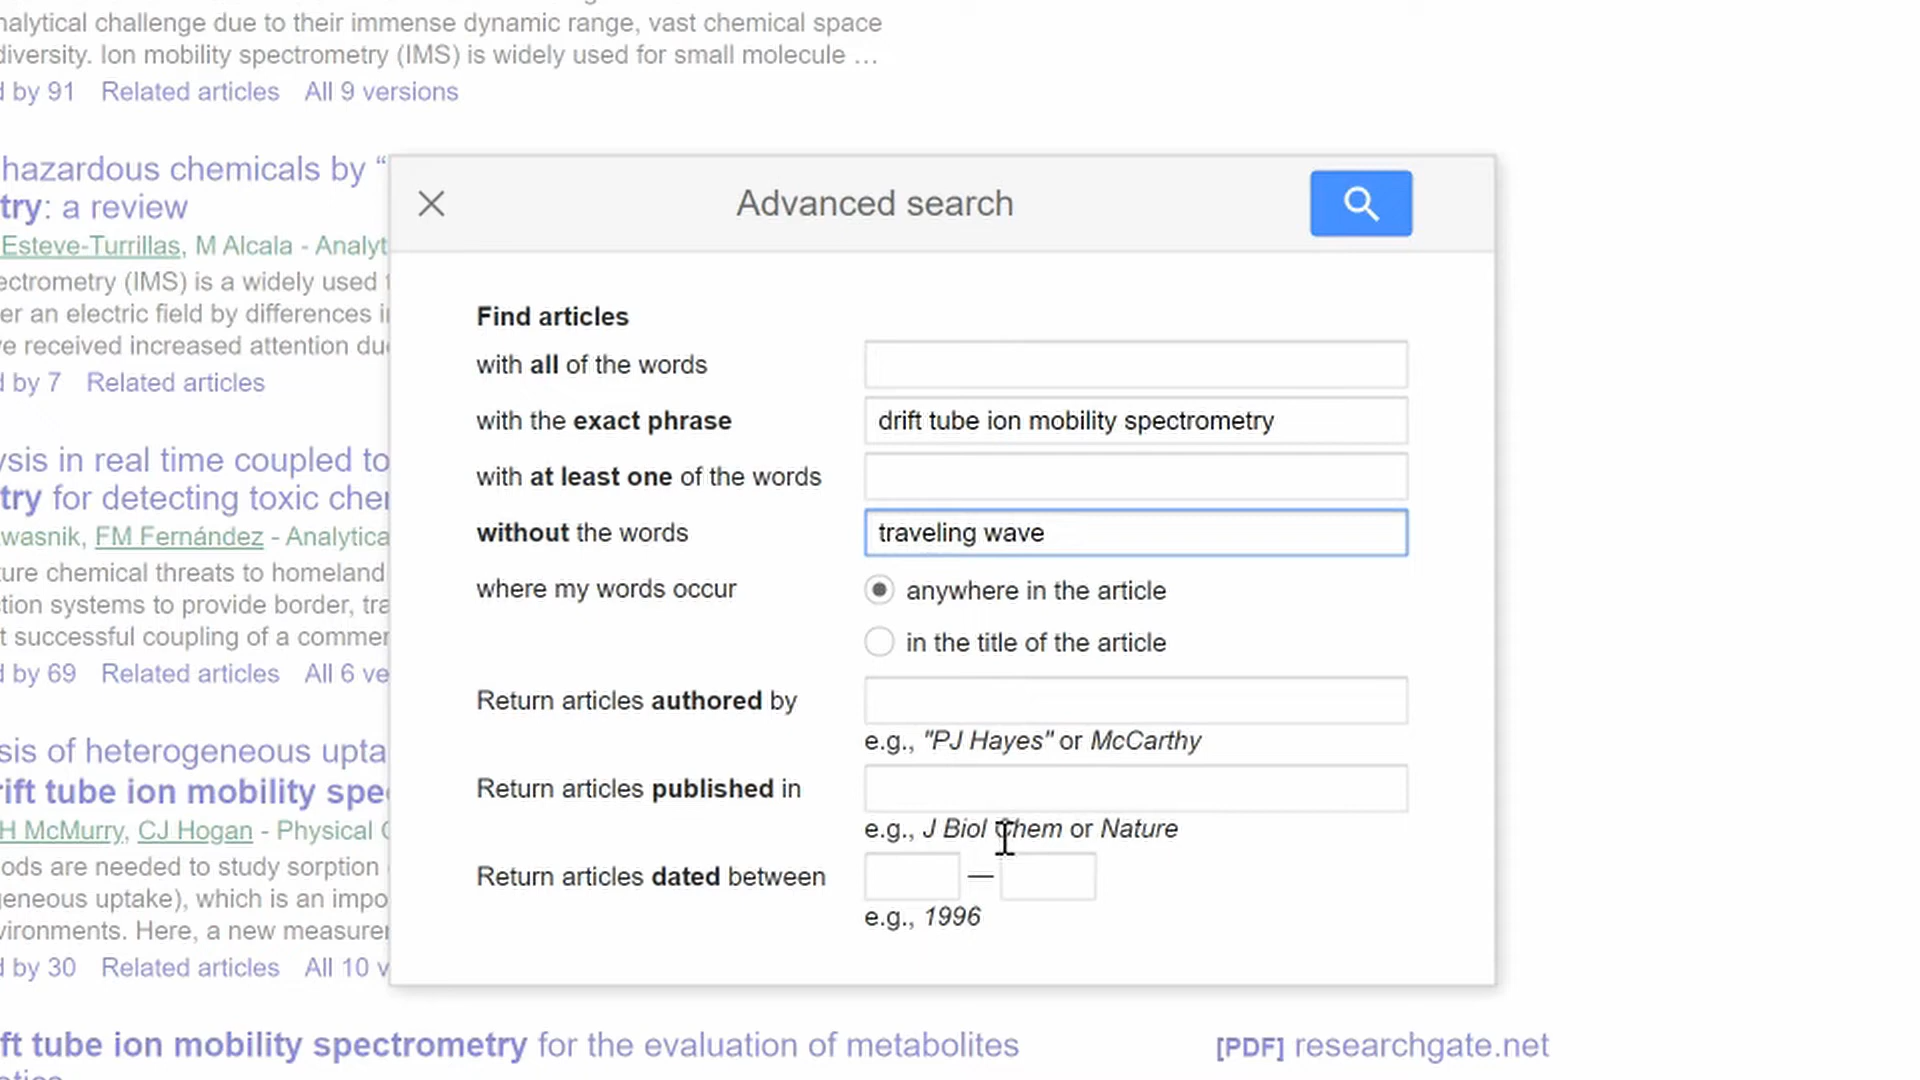 nalytical challenge due to their immense dynamic range, vast chemical space
diversity. Ion mobility spectrometry (IMS) is widely used for small molecule …
d by 91 Related articles All 9 versions
hazardous chemicals by “
try: a review
Esteve-Turrillas, M Alcala - Analyt
ectrometry (IMS) is a widely used
er an electric field by differences i
ve received increased attention du
d by 7 Related articles
ysis in real time coupled to
try for detecting toxic che
wasnik, FM Fernández - Analytica
ture chemical threats to homeland
ction systems to provide border, tra
t successful coupling of a commer
d by 69 Related articles All 6 ve
sis of heterogeneous upta
rift tube ion mobility spe
H McMurry, CJ Hogan - Physical C
ods are needed to study sorption
geneous uptake), which is an impo
vironments. Here, a new measurer
d by 30 Related articles All 10 v
Advanced search
Find articles
with all of the words
with the exact phrase drift tube ion mobility spectrometry
with at least one of the words
without the words traveling wave
where my words occur anywhere in the article
in the title of the article
Return articles authored by
e.g., "PJ Hayes" or McCarthy
Return articles published in
e.g., J Biol Chem or Nature
Return articles dated between —
e.g., 1996
ft tube ion mobility spectrometry for the evaluation of metabolites
[PDF] researchgate.net